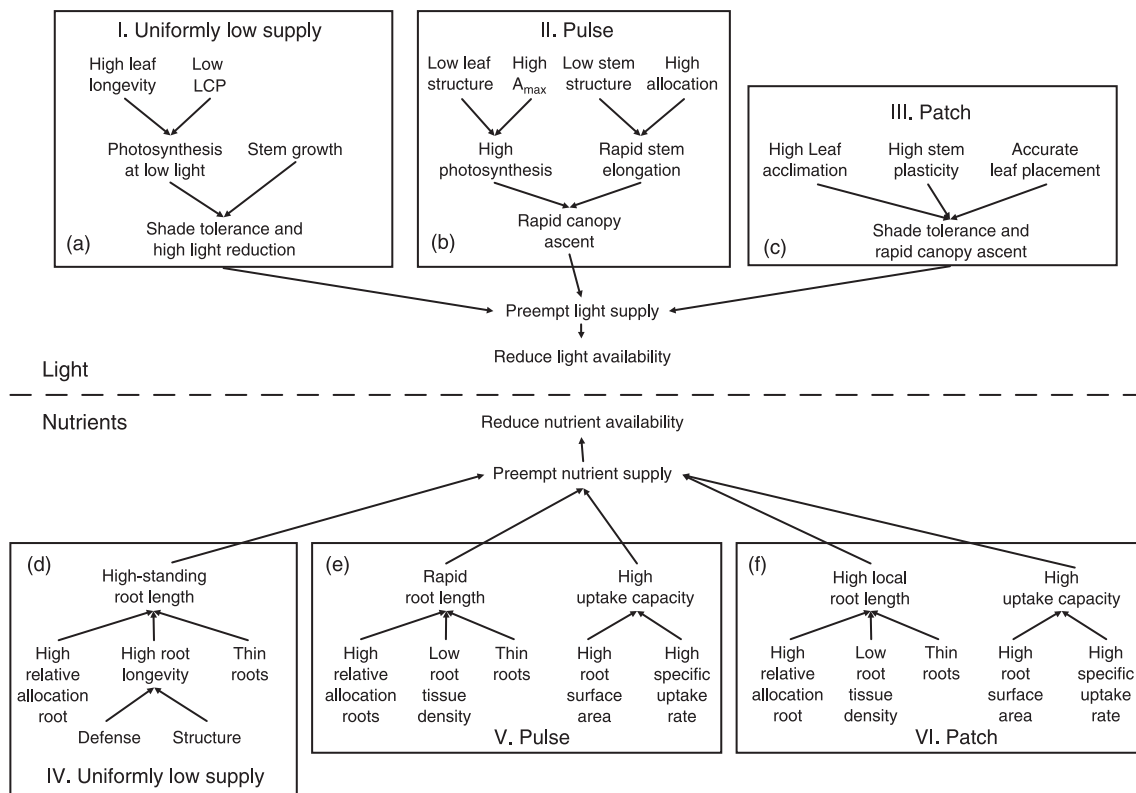 I. Uniformly low supply
High leaf
longevity
Low
LCP
Photosynthesis
at low light
Stem growth
Shade tolerance and
high light reduction
(a)
II. Pulse
Low leaf
structure
High
Amax
Low stem
structure
High
allocation
High
photosynthesis
Rapid stem
elongation
Rapid canopy
ascent
(b)
III. Patch
High Leaf
acclimation
High stem
plasticity
Accurate
leaf placement
Shade tolerance and
rapid canopy ascent
(c)
Preempt light supply
Reduce light availability
Light
Nutrients
Reduce nutrient availability
Preempt nutrient supply
(d)
High-standing
root length
High
relative
allocation
root
High root
longevity
Thin
roots
Defense
Structure
IV. Uniformly low supply
(e)
Rapid
root length
High
uptake capacity
High
relative
allocation
roots
Low
root
tissue
density
Thin
roots
High
root
surface
area
High
specific
uptake
rate
V. Pulse
(f)
High local
root length
High
uptake capacity
High
relative
allocation
root
Low
root
tissue
density
Thin
roots
High
root
surface
area
High
specific
uptake
rate
VI. Patch